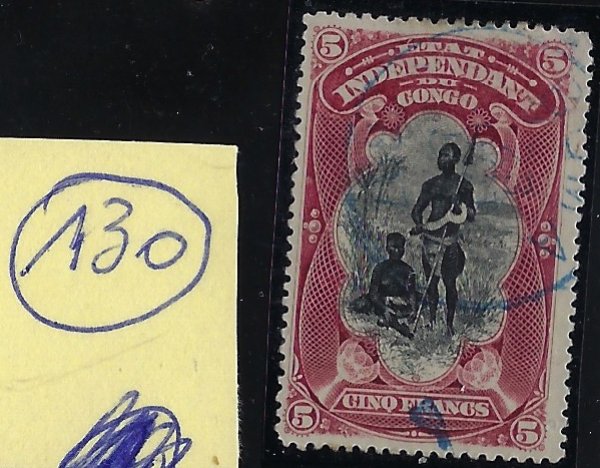 130
5 5
ETAT
INDEPENDANT
DU
CONGO
5 CINQ FRANCS 5